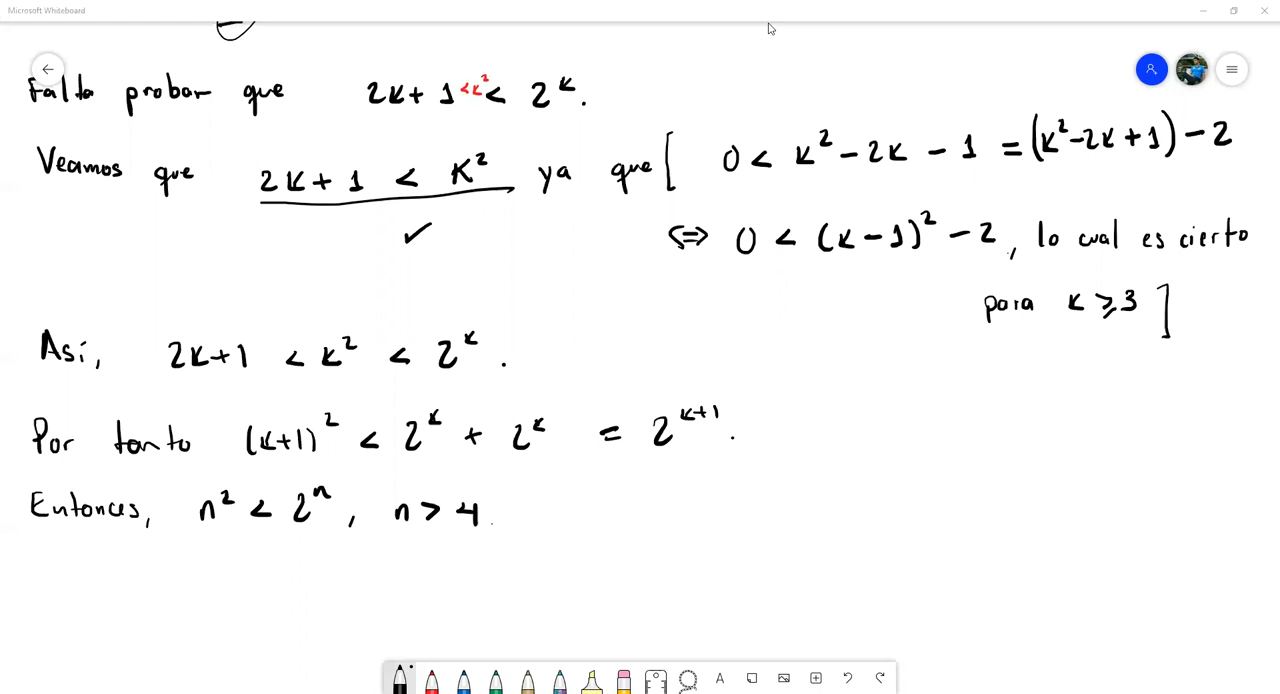 Microsoft Whiteboard
Falta probar que 2k+1 <k² < 2^k.
Veamos que 2k+1 < k² ya que [ 0 < k²-2k-1 = (k²-2k+1)-2
✓ <=> 0 < (k-1)²-2, lo cual es cierto
para k ≥ 3 ]
Así, 2k+1 < k² < 2^k.
Por tanto (k+1)² < 2^k + 2^k = 2^{k+1}.
Entonces, n² < 2^n, n > 4.
A